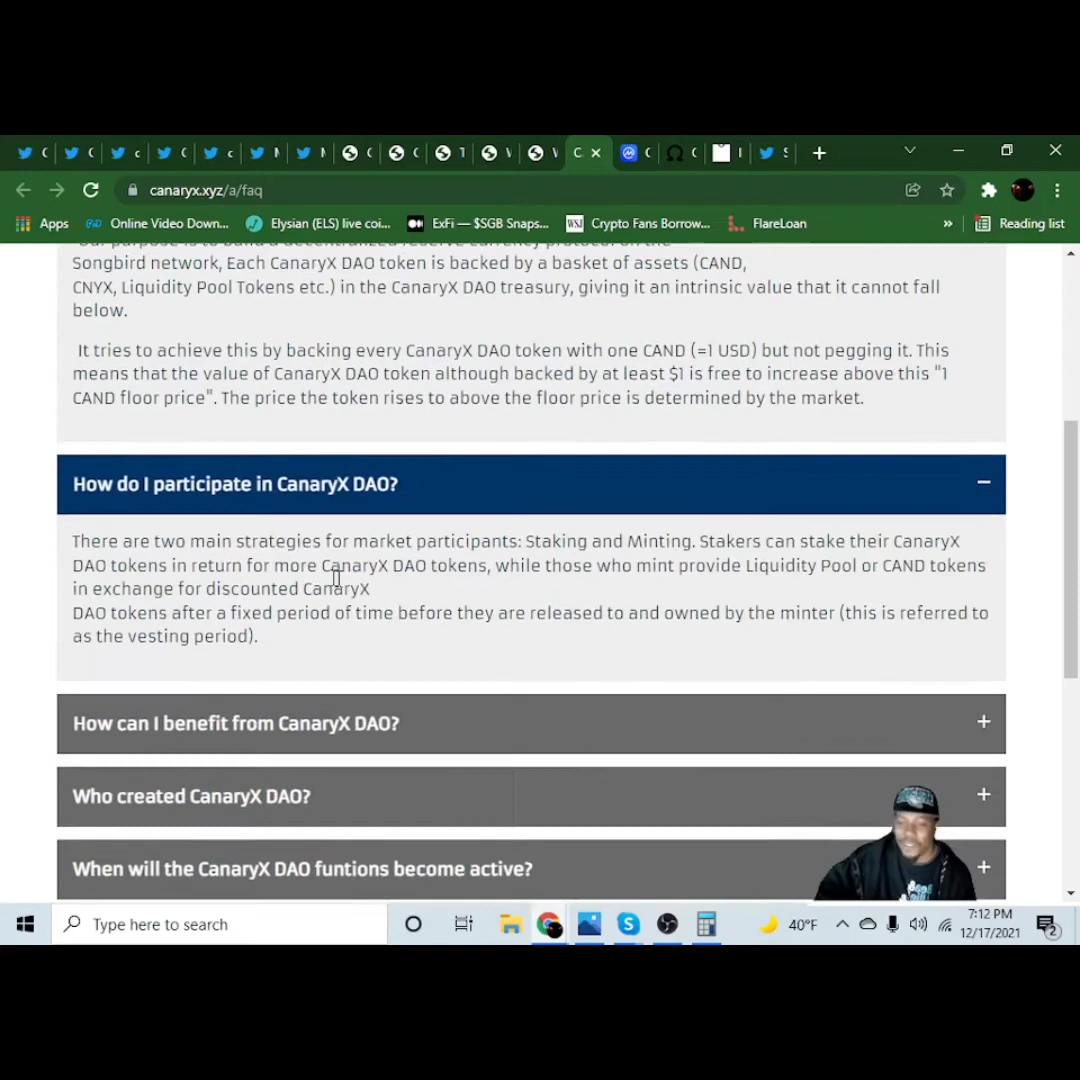 canaryx.xyz/a/faq
Apps
Online Video Down...
Elysian (ELS) live coi...
ExFi — $SGB Snaps...
WSJ
Crypto Fans Borrow...
FlareLoan
»
Reading list
Songbird network, Each CanaryX DAO token is backed by a basket of assets (CAND,
CNYX, Liquidity Pool Tokens etc.) in the CanaryX DAO treasury, giving it an intrinsic value that it cannot fall
below.
It tries to achieve this by backing every CanaryX DAO token with one CAND (=1 USD) but not pegging it. This
means that the value of CanaryX DAO token although backed by at least $1 is free to increase above this "1
CAND floor price". The price the token rises to above the floor price is determined by the market.
How do I participate in CanaryX DAO?
There are two main strategies for market participants: Staking and Minting. Stakers can stake their CanaryX
DAO tokens in return for more CanaryX DAO tokens, while those who mint provide Liquidity Pool or CAND tokens
in exchange for discounted CanaryX
DAO tokens after a fixed period of time before they are released to and owned by the minter (this is referred to
as the vesting period).
How can I benefit from CanaryX DAO?
Who created CanaryX DAO?
When will the CanaryX DAO funtions become active?
Type here to search
40°F
7:12 PM
12/17/2021
2